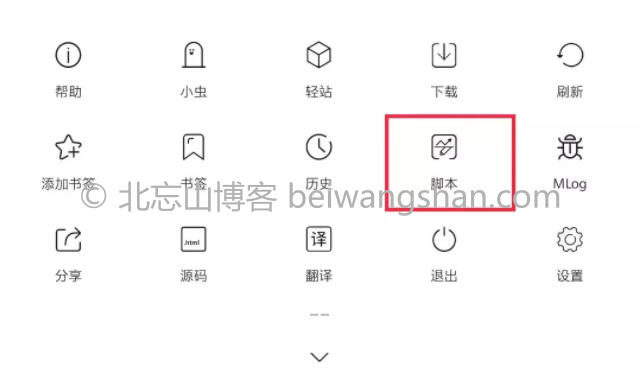 帮助 小虫 轻站 下载 刷新
添加书签 书签 历史 脚本 MLog
© 北忘山博客 beiwangshan.com
.html 译
分享 源码 翻译 退出 设置